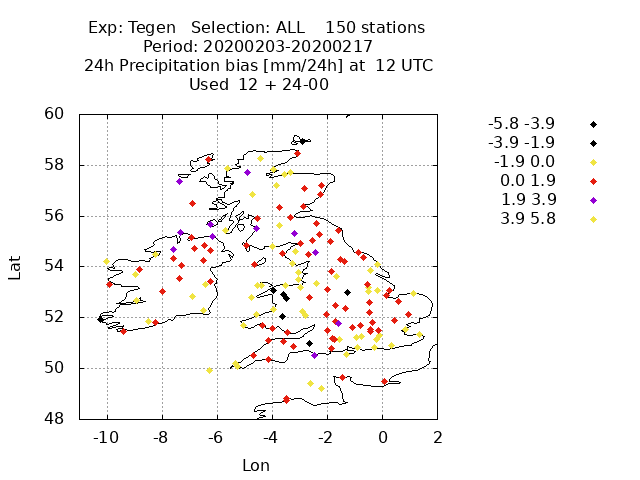 Exp: Tegen Selection: ALL 150 stations
Period: 20200203-20200217
24h Precipitation bias [mm/24h] at 12 UTC
Used 12 + 24-00
-5.8 -3.9
-3.9 -1.9
-1.9 0.0
0.0 1.9
1.9 3.9
3.9 5.8
60
58
56
54
52
50
48
Lat
-10 -8 -6 -4 -2 0 2
Lon